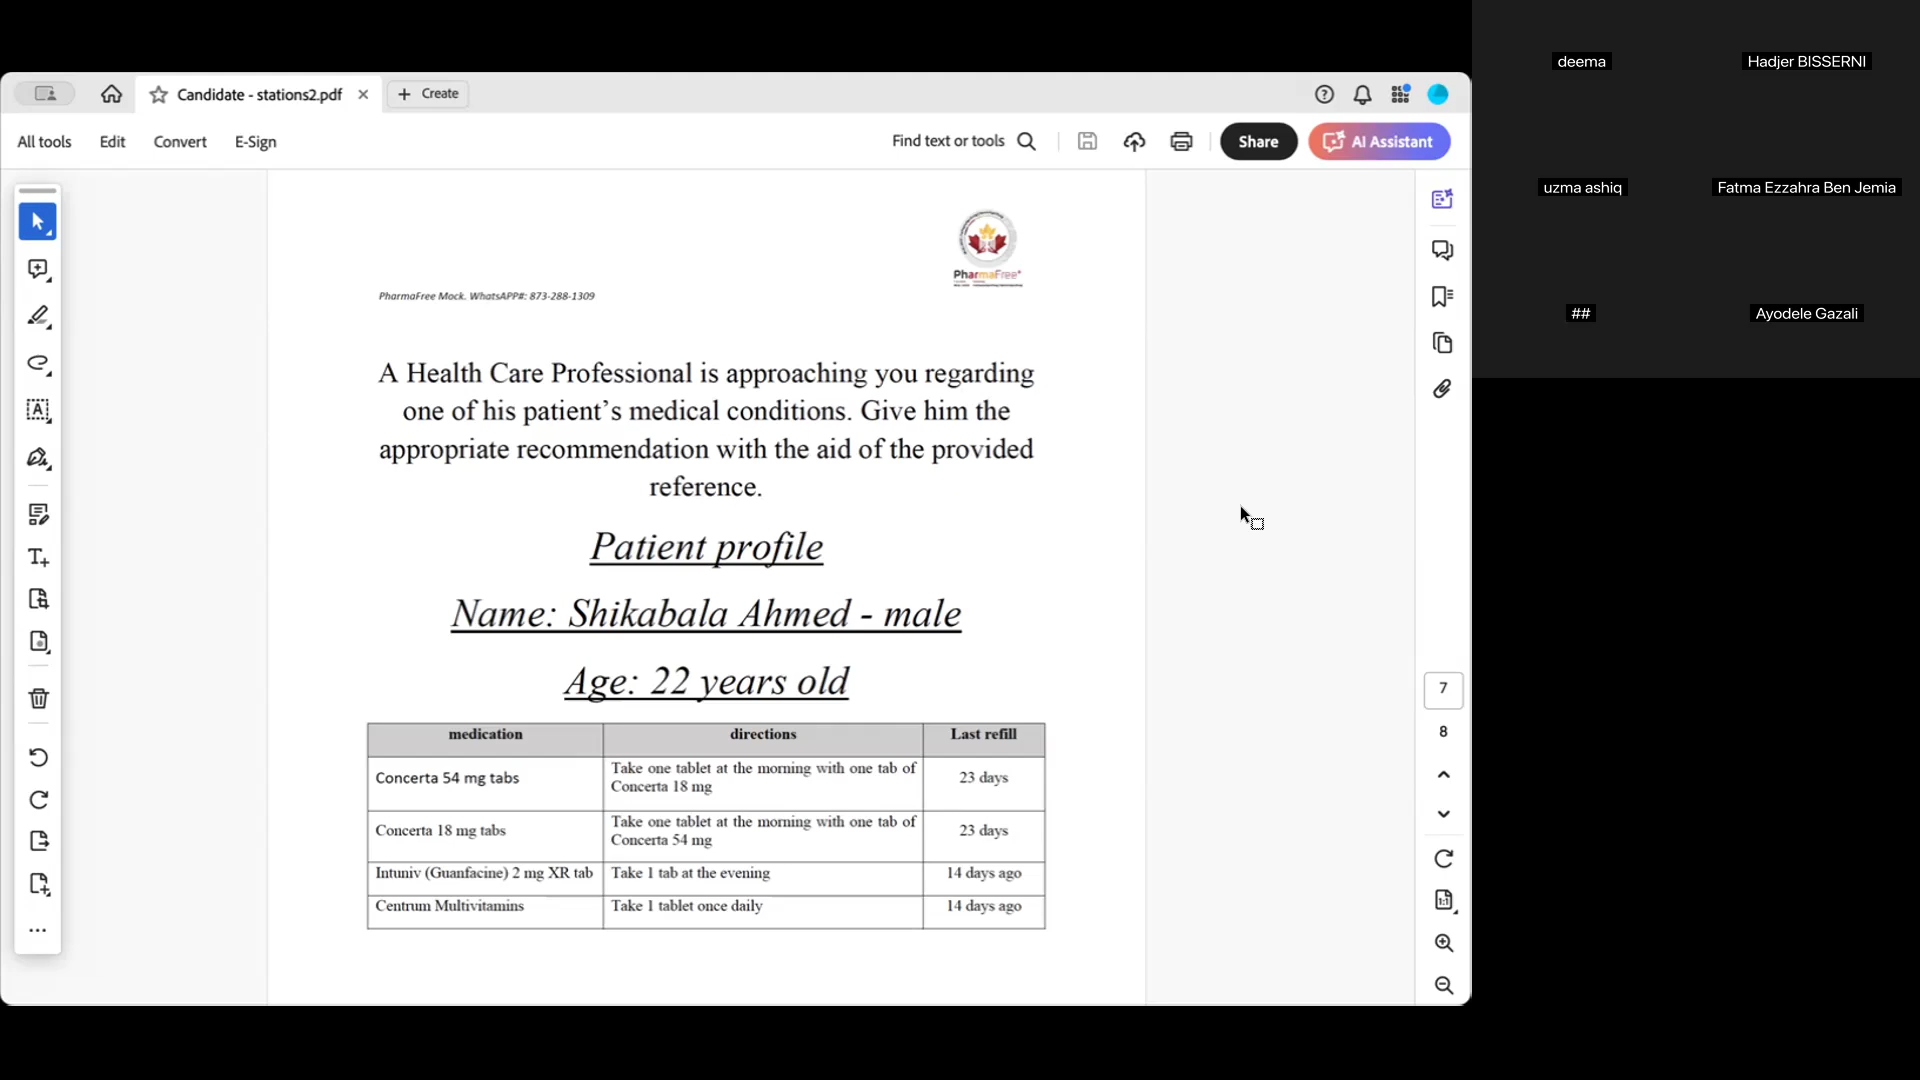 deema
Hadjer BISSERNI
Candidate - stations2.pdf
Create
All tools
Edit
Convert
E-Sign
Find text or tools
Share
AI Assistant
uzma ashiq
Fatma Ezzahra Ben Jemia
##
Ayodele Gazali
PharmaFree+
PharmaFree Mock. WhatsAPP#: 873-288-1309
A Health Care Professional is approaching you regarding
one of his patient’s medical conditions. Give him the
appropriate recommendation with the aid of the provided
reference.
Patient profile
Name: Shikabala Ahmed - male
Age: 22 years old
medication directions Last refill
Concerta 54 mg tabs Take one tablet at the morning with one tab of
Concerta 18 mg 23 days
Concerta 18 mg tabs Take one tablet at the morning with one tab of
Concerta 54 mg 23 days
Intuniv (Guanfacine) 2 mg XR tab Take 1 tab at the evening 14 days ago
Centrum Multivitamins Take 1 tablet once daily 14 days ago
7
8